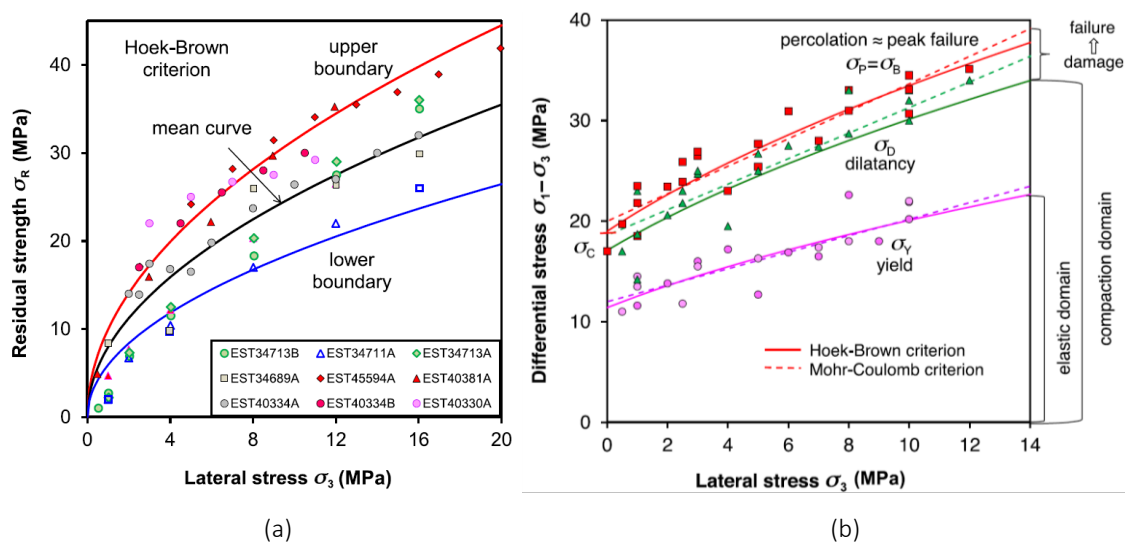 Hoek-Brown
criterion
upper
boundary
mean curve
lower
boundary
Residual strength σR (MPa)
40
30
20
10
0
EST34713B EST34711A EST34713A
EST34689A EST45594A EST40381A
EST40334A EST40334B EST40330A
0 4 8 12 16 20
Lateral stress σ3 (MPa)
(a)
percolation ≈ peak failure
σP=σB
failure
⇧
damage
σD
dilatancy
σY
yield
σC
Differential stress σ1−σ3 (MPa)
40
30
20
10
0
Hoek-Brown criterion
Mohr-Coulomb criterion
elastic domain
compaction domain
0 2 4 6 8 10 12 14
Lateral stress σ3 (MPa)
(b)